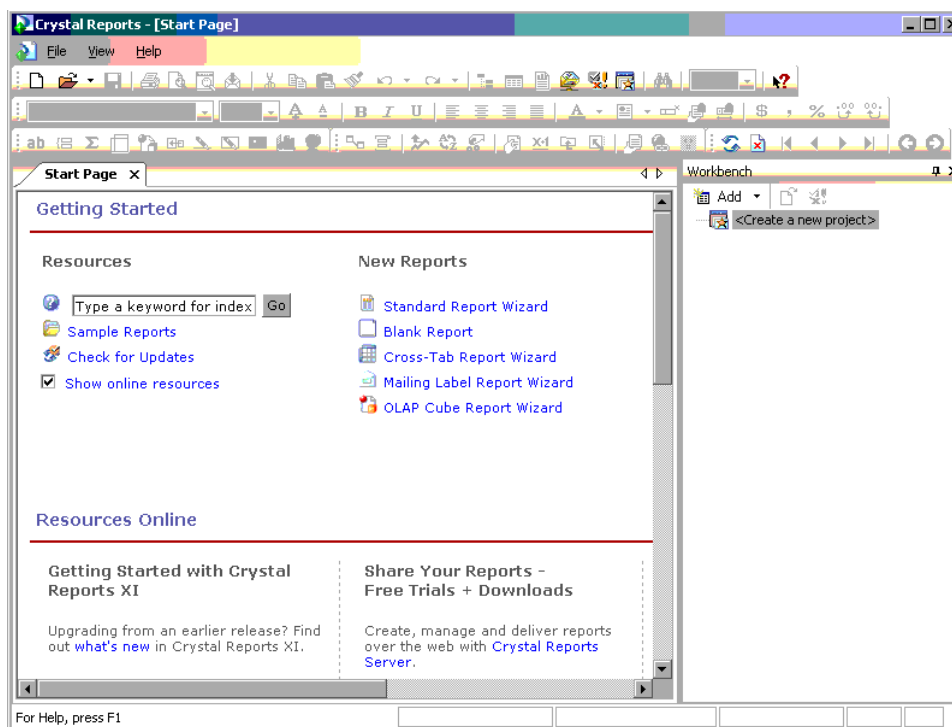 Crystal Reports - [Start Page]
File View Help
B I U A $ , %
ab Σ
Start Page
Workbench
Getting Started
Add
<Create a new project>
Resources
New Reports
Type a keyword for index Go
Standard Report Wizard
Sample Reports
Blank Report
Check for Updates
Cross-Tab Report Wizard
Show online resources
Mailing Label Report Wizard
OLAP Cube Report Wizard
Resources Online
Getting Started with Crystal
Reports XI
Upgrading from an earlier release? Find
out what's new in Crystal Reports XI.
Share Your Reports -
Free Trials + Downloads
Create, manage and deliver reports
over the web with Crystal Reports
Server.
For Help, press F1